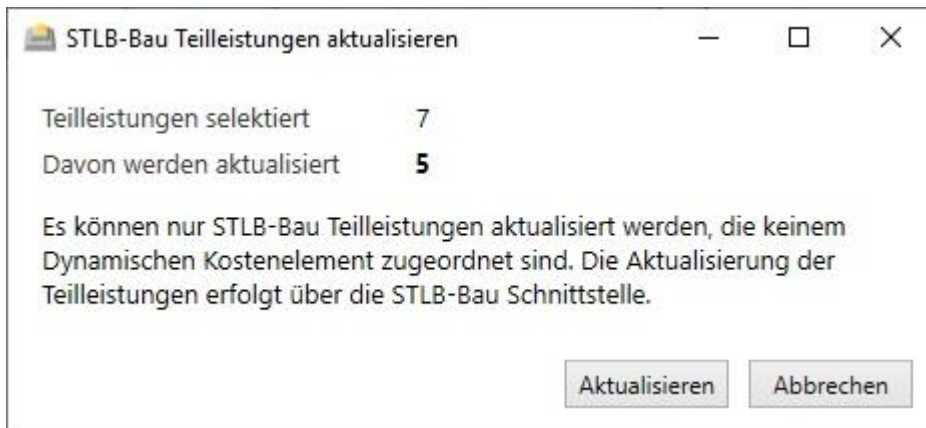 STLB-Bau Teilleistungen aktualisieren
Teilleistungen selektiert 7
Davon werden aktualisiert 5
Es können nur STLB-Bau Teilleistungen aktualisiert werden, die keinem
Dynamischen Kostenelement zugeordnet sind. Die Aktualisierung der
Teilleistungen erfolgt über die STLB-Bau Schnittstelle.
Aktualisieren Abbrechen